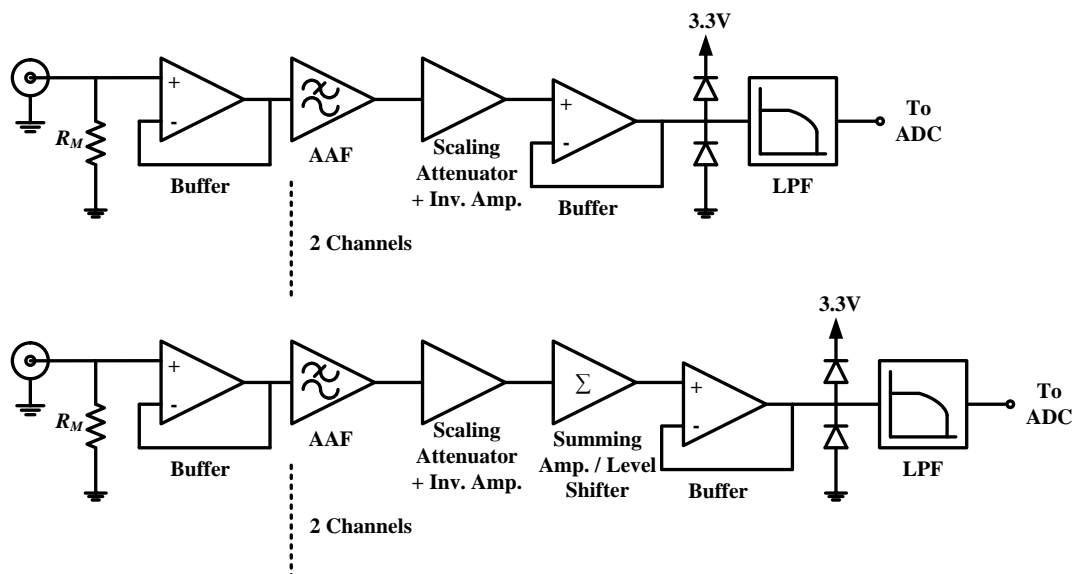 3.3V
+
-
R_M
Buffer
AAF
Scaling
Attenuator
+ Inv. Amp.
+
-
Buffer
LPF
To
ADC
2 Channels
3.3V
+
-
R_M
Buffer
AAF
Scaling
Attenuator
+ Inv. Amp.
Σ
Summing
Amp. / Level
Shifter
+
-
Buffer
LPF
To
ADC
2 Channels